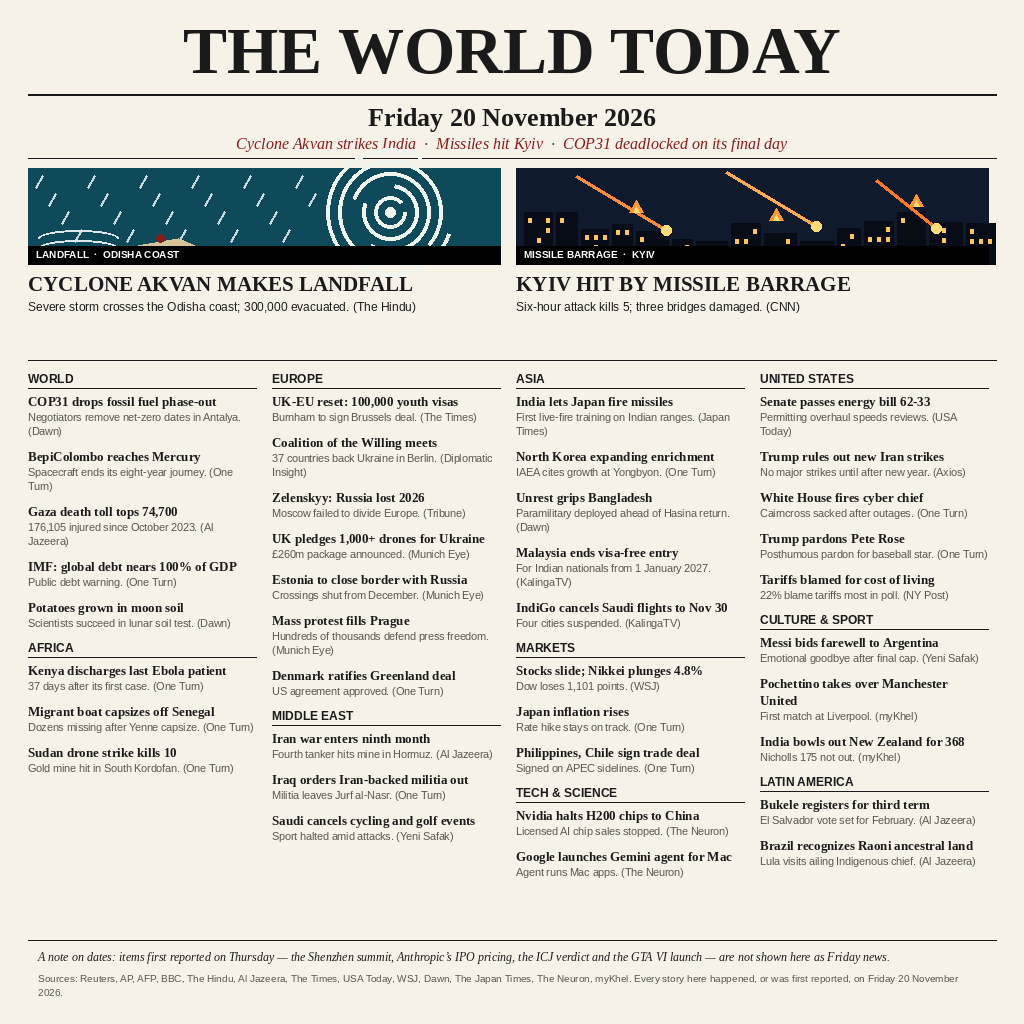 THE WORLD TODAY
Friday 20 November 2026
Cyclone Akvan strikes India · Missiles hit Kyiv · COP31 deadlocked on its final day
LANDFALL · ODISHA COAST
CYCLONE AKVAN MAKES LANDFALL
Severe storm crosses the Odisha coast; 300,000 evacuated. (The Hindu)
MISSILE BARRAGE · KYIV
KYIV HIT BY MISSILE BARRAGE
Six-hour attack kills 5; three bridges damaged. (CNN)
WORLD
COP31 drops fossil fuel phase-out
Negotiators remove net-zero dates in Antalya.
(Dawn)
BepiColombo reaches Mercury
Spacecraft ends its eight-year journey. (One
Turn)
Gaza death toll tops 74,700
176,105 injured since October 2023. (Al
Jazeera)
IMF: global debt nears 100% of GDP
Public debt warning. (One Turn)
Potatoes grown in moon soil
Scientists succeed in lunar soil test. (Dawn)
AFRICA
Kenya discharges last Ebola patient
37 days after its first case. (One Turn)
Migrant boat capsizes off Senegal
Dozens missing after Yenne capsize. (One Turn)
Sudan drone strike kills 10
Gold mine hit in South Kordofan. (One Turn)
EUROPE
UK-EU reset: 100,000 youth visas
Burnham to sign Brussels deal. (The Times)
Coalition of the Willing meets
37 countries back Ukraine in Berlin. (Diplomatic
Insight)
Zelenskyy: Russia lost 2026
Moscow failed to divide Europe. (Tribune)
UK pledges 1,000+ drones for Ukraine
£260m package announced. (Munich Eye)
Estonia to close border with Russia
Crossings shut from December. (Munich Eye)
Mass protest fills Prague
Hundreds of thousands defend press freedom.
(Munich Eye)
Denmark ratifies Greenland deal
US agreement approved. (One Turn)
MIDDLE EAST
Iran war enters ninth month
Fourth tanker hits mine in Hormuz. (Al Jazeera)
Iraq orders Iran-backed militia out
Militia leaves Jurf al-Nasr. (One Turn)
Saudi cancels cycling and golf events
Sport halted amid attacks. (Yeni Safak)
ASIA
India lets Japan fire missiles
First live-fire training on Indian ranges. (Japan
Times)
North Korea expanding enrichment
IAEA cites growth at Yongbyon. (One Turn)
Unrest grips Bangladesh
Paramilitary deployed ahead of Hasina return.
(Dawn)
Malaysia ends visa-free entry
For Indian nationals from 1 January 2027.
(KalingaTV)
IndiGo cancels Saudi flights to Nov 30
Four cities suspended. (KalingaTV)
MARKETS
Stocks slide; Nikkei plunges 4.8%
Dow loses 1,101 points. (WSJ)
Japan inflation rises
Rate hike stays on track. (One Turn)
Philippines, Chile sign trade deal
Signed on APEC sidelines. (One Turn)
TECH & SCIENCE
Nvidia halts H200 chips to China
Licensed AI chip sales stopped. (The Neuron)
Google launches Gemini agent for Mac
Agent runs Mac apps. (The Neuron)
UNITED STATES
Senate passes energy bill 62-33
Permitting overhaul speeds reviews. (USA
Today)
Trump rules out new Iran strikes
No major strikes until after new year. (Axios)
White House fires cyber chief
Cairncross sacked after outages. (One Turn)
Trump pardons Pete Rose
Posthumous pardon for baseball star. (One Turn)
Tariffs blamed for cost of living
22% blame tariffs most in poll. (NY Post)
CULTURE & SPORT
Messi bids farewell to Argentina
Emotional goodbye after final cap. (Yeni Safak)
Pochettino takes over Manchester
United
First match at Liverpool. (myKhel)
India bowls out New Zealand for 368
Nicholls 175 not out. (myKhel)
LATIN AMERICA
Bukele registers for third term
El Salvador vote set for February. (Al Jazeera)
Brazil recognizes Raoni ancestral land
Lula visits ailing Indigenous chief. (Al Jazeera)
A note on dates: items first reported on Thursday — the Shenzhen summit, Anthropic's IPO pricing, the ICJ verdict and the GTA VI launch — are not shown here as Friday news.
Sources: Reuters, AP, AFP, BBC, The Hindu, Al Jazeera, The Times, USA Today, WSJ, Dawn, The Japan Times, The Neuron, myKhel. Every story here happened, or was first reported, on Friday 20 November
2026.